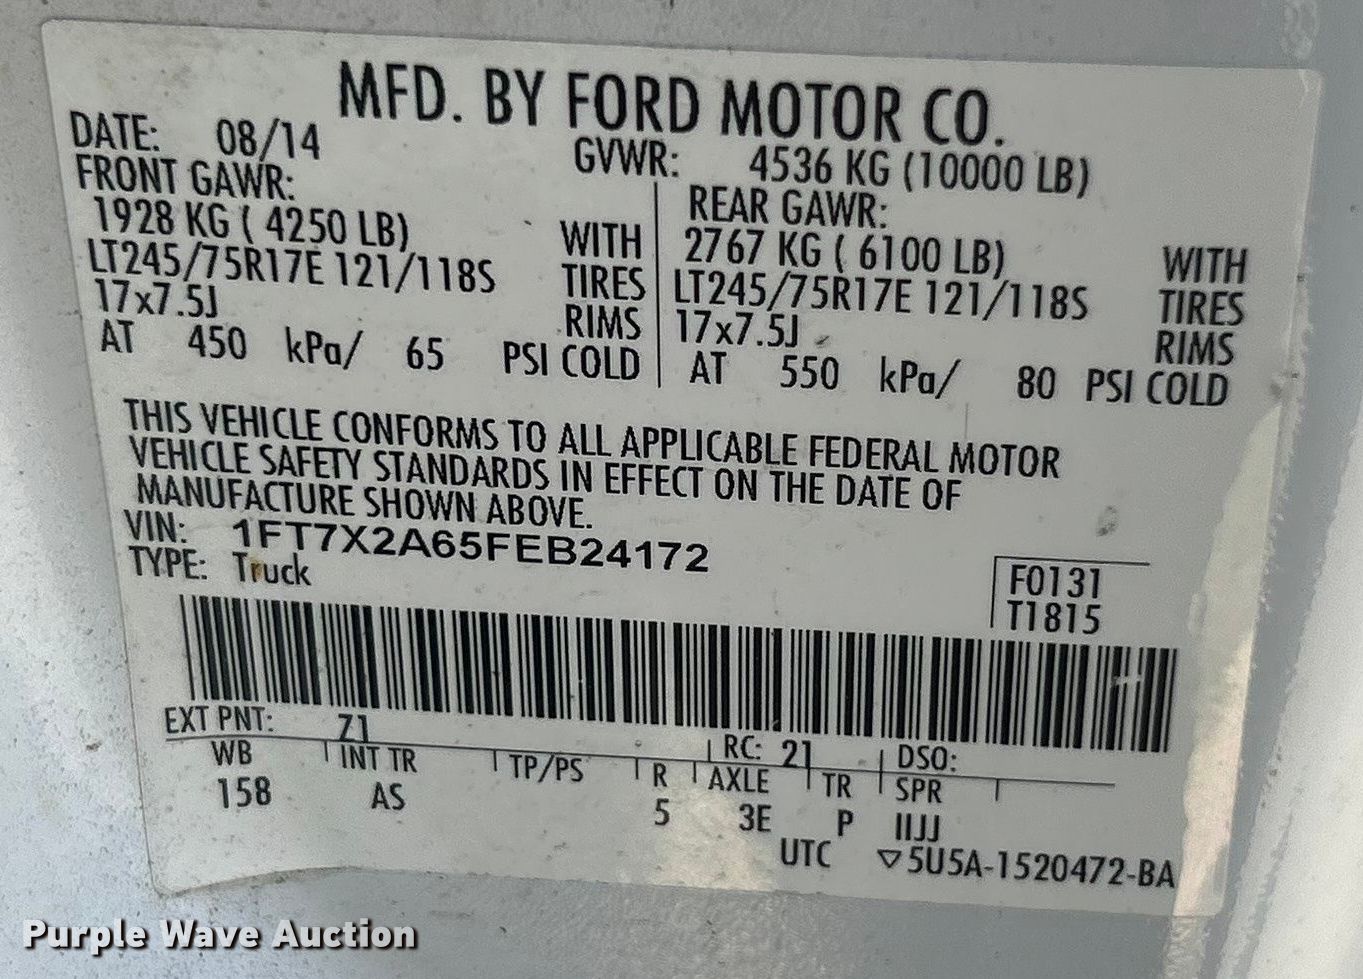 MFD. BY FORD MOTOR CO.
DATE: 08/14 GVWR: 4536 KG (10000 LB)
FRONT GAWR: REAR GAWR:
1928 KG ( 4250 LB) WITH 2767 KG ( 6100 LB) WITH
LT245/75R17E 121/118S TIRES LT245/75R17E 121/118S TIRES
17x7.5J RIMS 17x7.5J RIMS
AT 450 kPa/ 65 PSI COLD AT 550 kPa/ 80 PSI COLD
THIS VEHICLE CONFORMS TO ALL APPLICABLE FEDERAL MOTOR
VEHICLE SAFETY STANDARDS IN EFFECT ON THE DATE OF
MANUFACTURE SHOWN ABOVE.
VIN: 1FT7X2A65FEB24172
TYPE: Truck
F0131
T1815
EXT PNT: Z1 RC: 21 DSO:
WB INT TR TP/PS R AXLE TR SPR
158 AS 5 3E P IIJJ
UTC ▽5U5A-1520472-BA
Purple Wave Auction